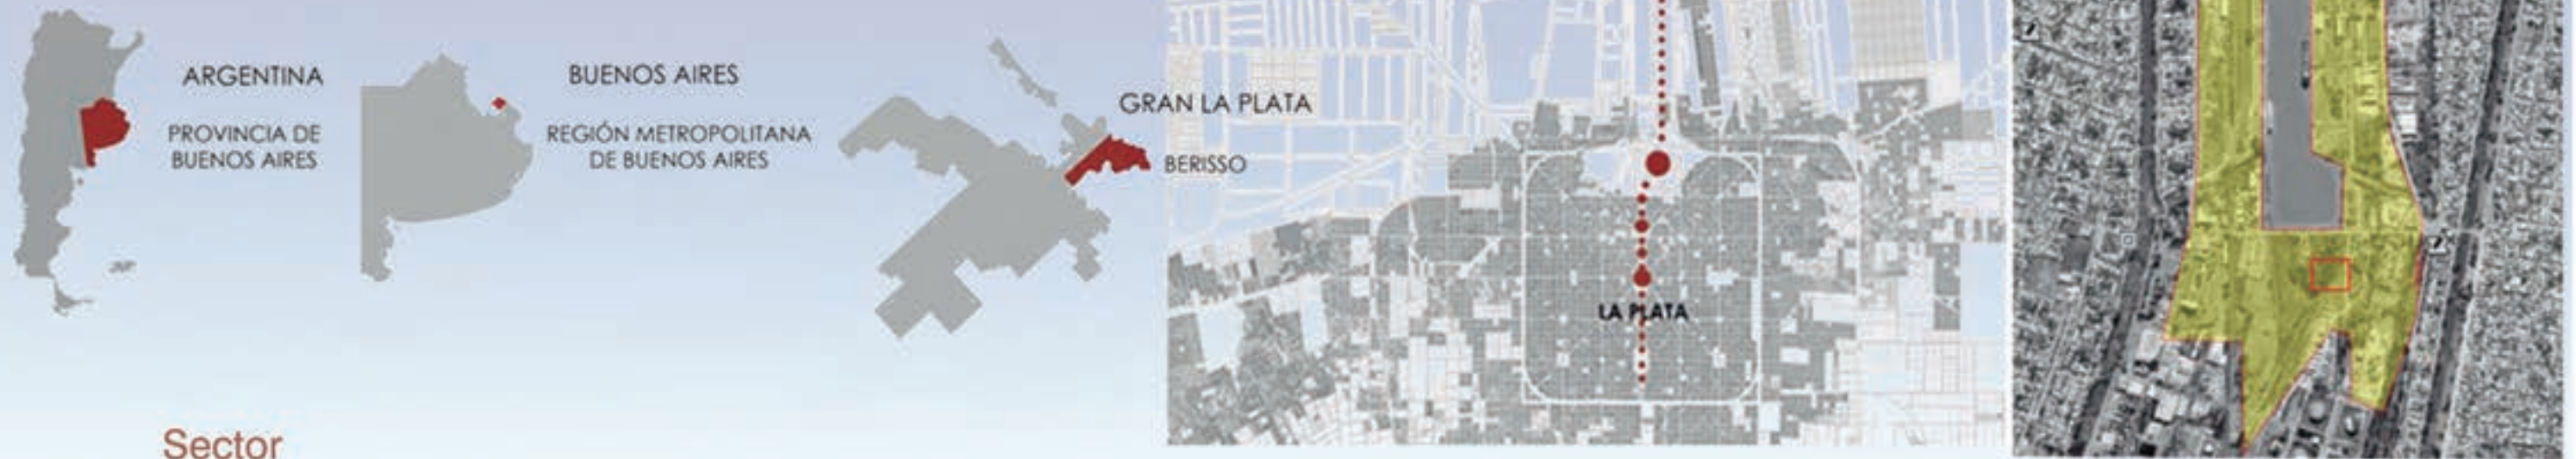 ARGENTINA
PROVINCIA DE
BUENOS AIRES
BUENOS AIRES
REGIÓN METROPOLITANA
DE BUENOS AIRES
GRAN LA PLATA
BERISSO
LA PLATA
Sector